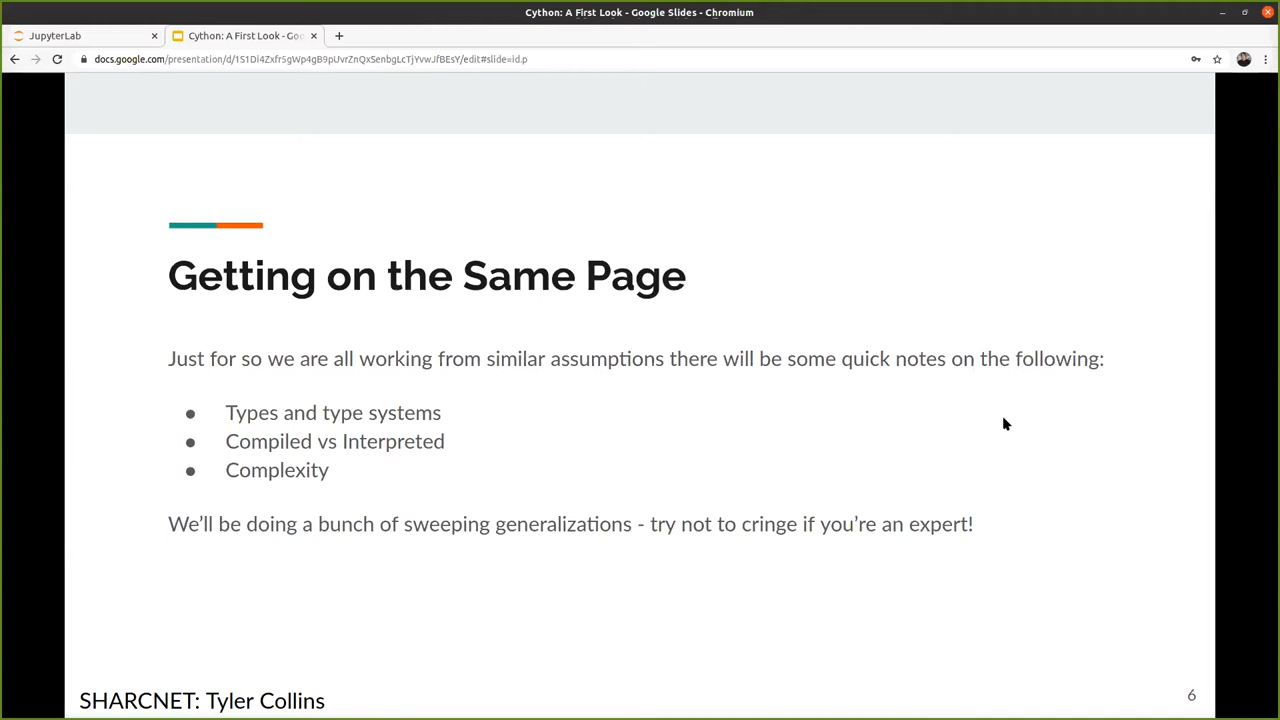 Cython: A First Look - Google Slides - Chromium
JupyterLab
Cython: A First Look - Goo
Getting on the Same Page
Just for so we are all working from similar assumptions there will be some quick notes on the following:
● Types and type systems
● Compiled vs Interpreted
● Complexity
We'll be doing a bunch of sweeping generalizations - try not to cringe if you're an expert!
SHARCNET: Tyler Collins
6